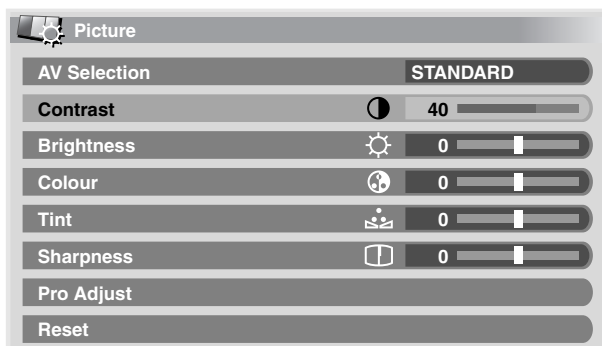 Picture
AV Selection STANDARD
Contrast 40
Brightness 0
Colour 0
Tint 0
Sharpness 0
Pro Adjust
Reset